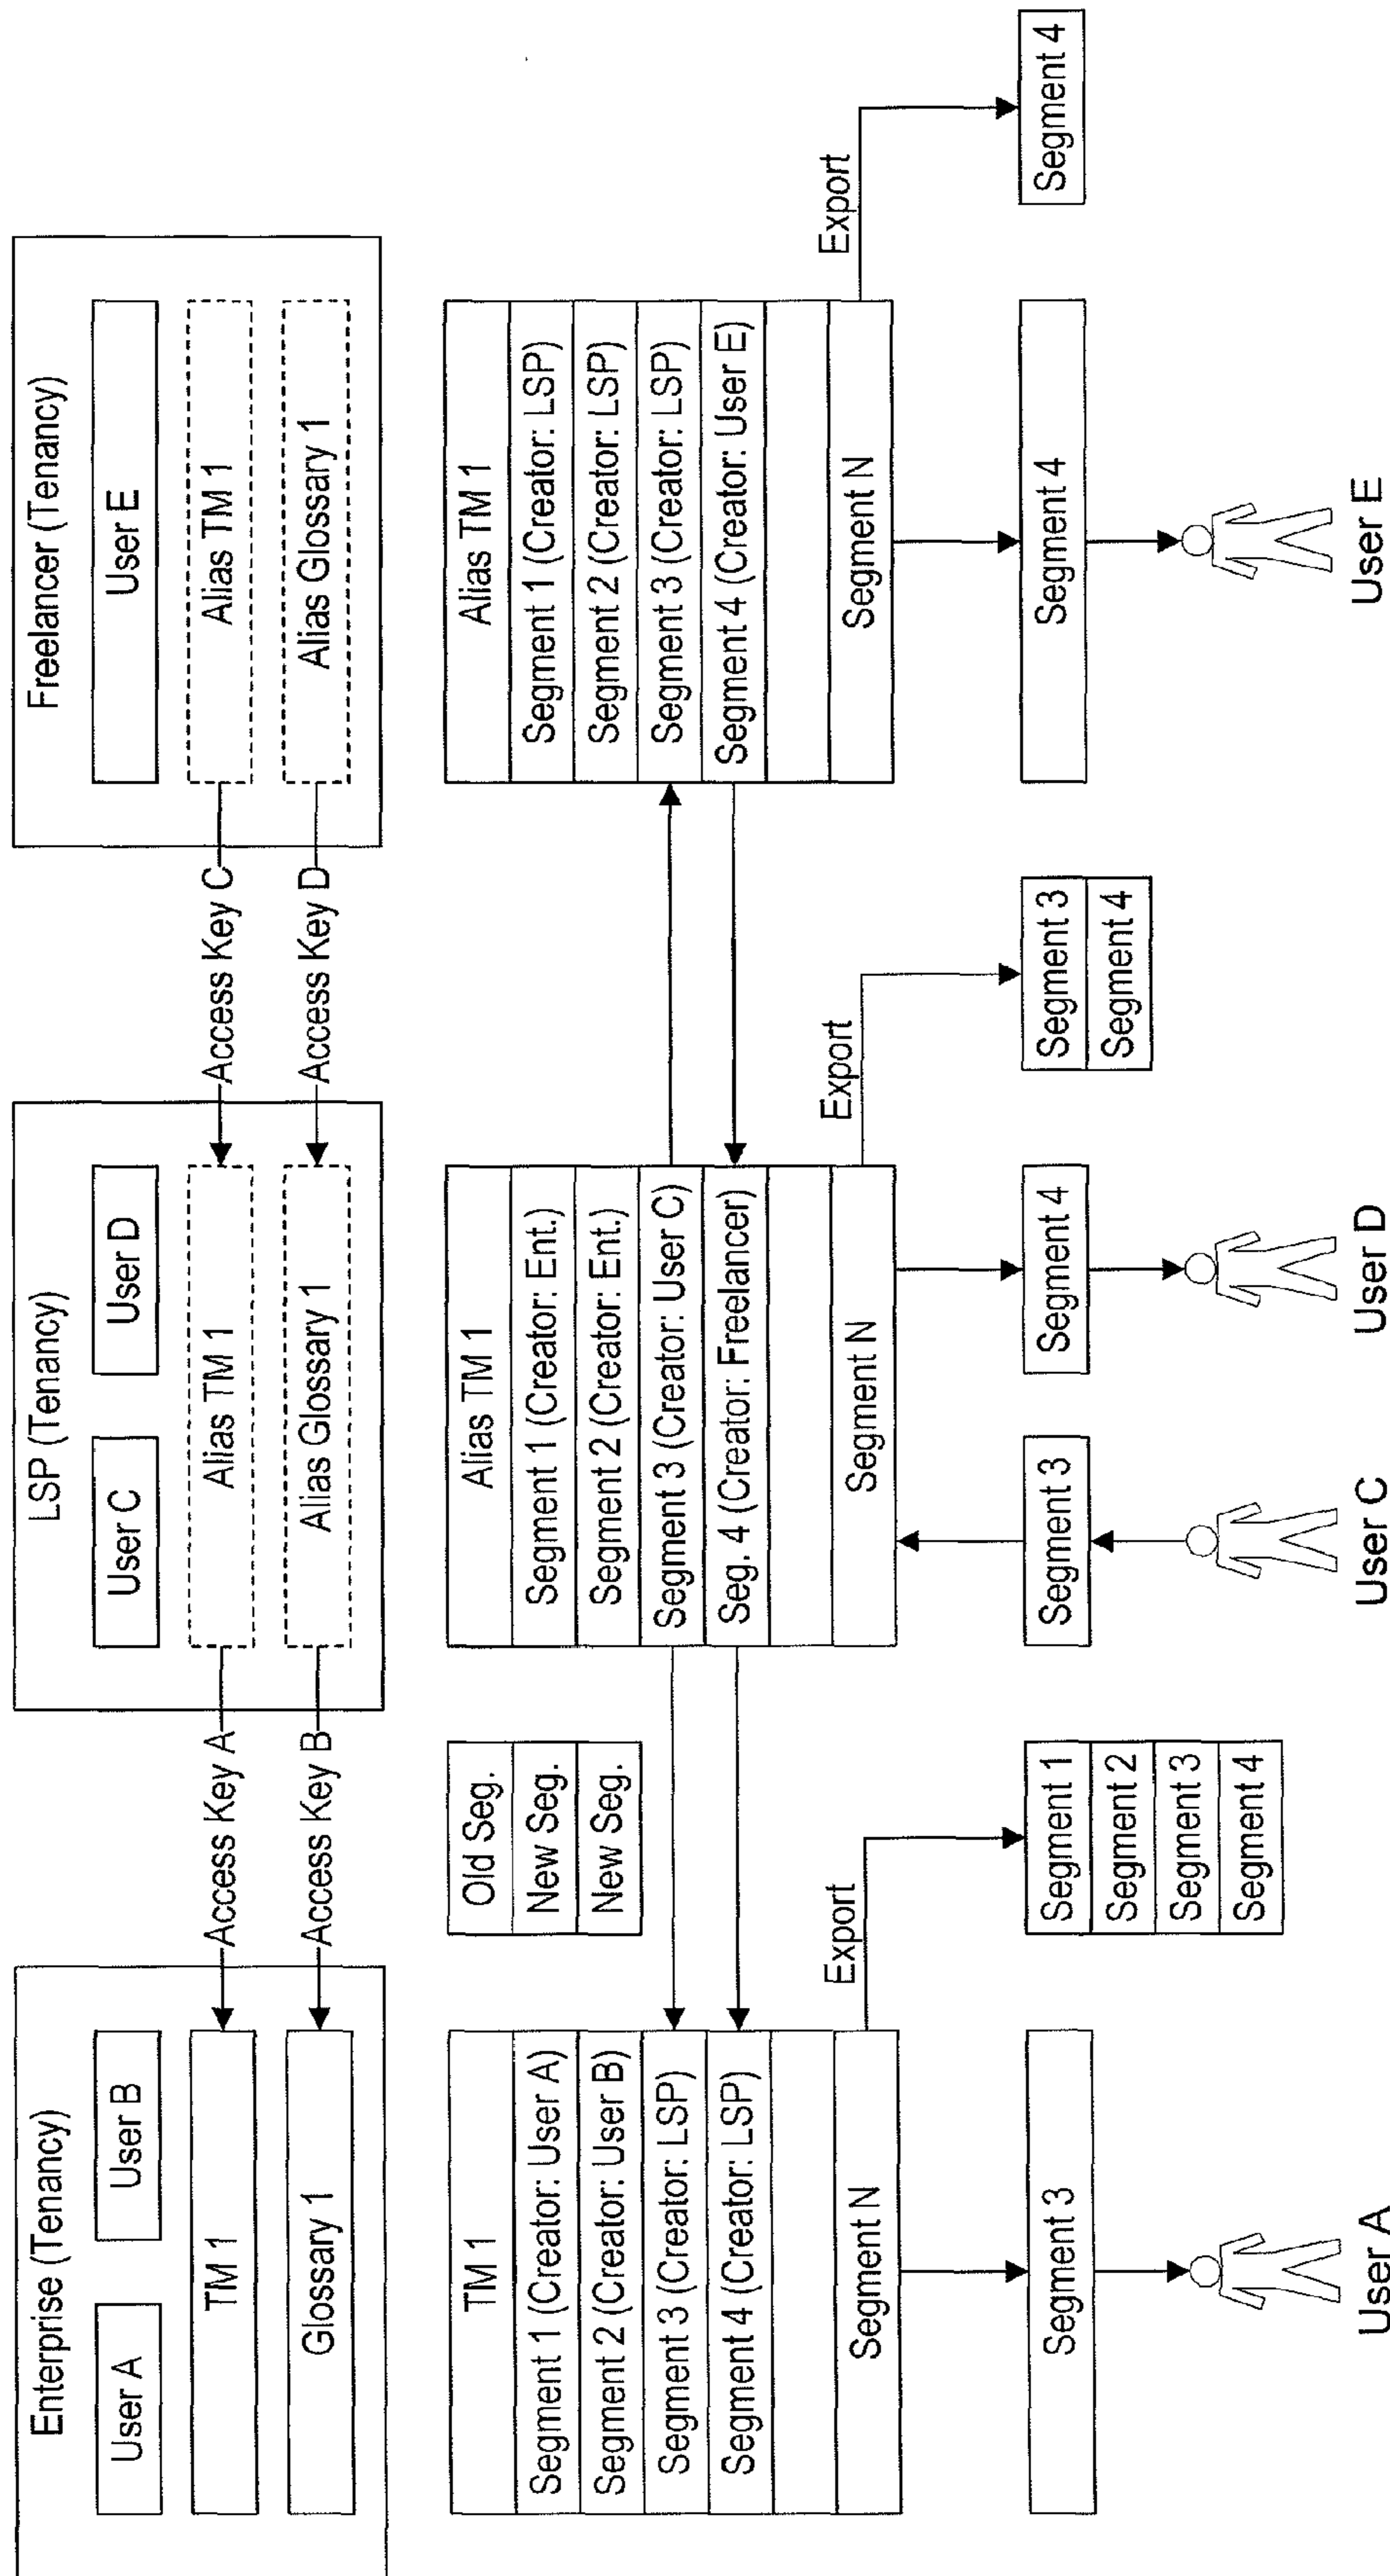 Enterprise (Tenancy)
User A
User B
TM 1
Glossary 1
Access Key A
Access Key B
LSP (Tenancy)
User C
User D
Alias TM 1
Alias Glossary 1
Access Key C
Access Key D
Freelancer (Tenancy)
User E
Alias TM 1
Alias Glossary 1
TM 1
Segment 1 (Creator: User A)
Segment 2 (Creator: User B)
Segment 3 (Creator: LSP)
Segment 4 (Creator: LSP)
Segment N
Old Seg.
New Seg.
New Seg.
Export
Alias TM 1
Segment 1 (Creator: Ent.)
Segment 2 (Creator: Ent.)
Segment 3 (Creator: User C)
Seg. 4 (Creator: Freelancer)
Segment N
Export
Alias TM 1
Segment 1 (Creator: LSP)
Segment 2 (Creator: LSP)
Segment 3 (Creator: LSP)
Segment 4 (Creator: User E)
Segment N
Export
Segment 3
User A
Segment 1
Segment 2
Segment 3
Segment 4
Segment 3
User C
Segment 4
User D
Segment 3
Segment 4
Segment 4
User E
Segment 4